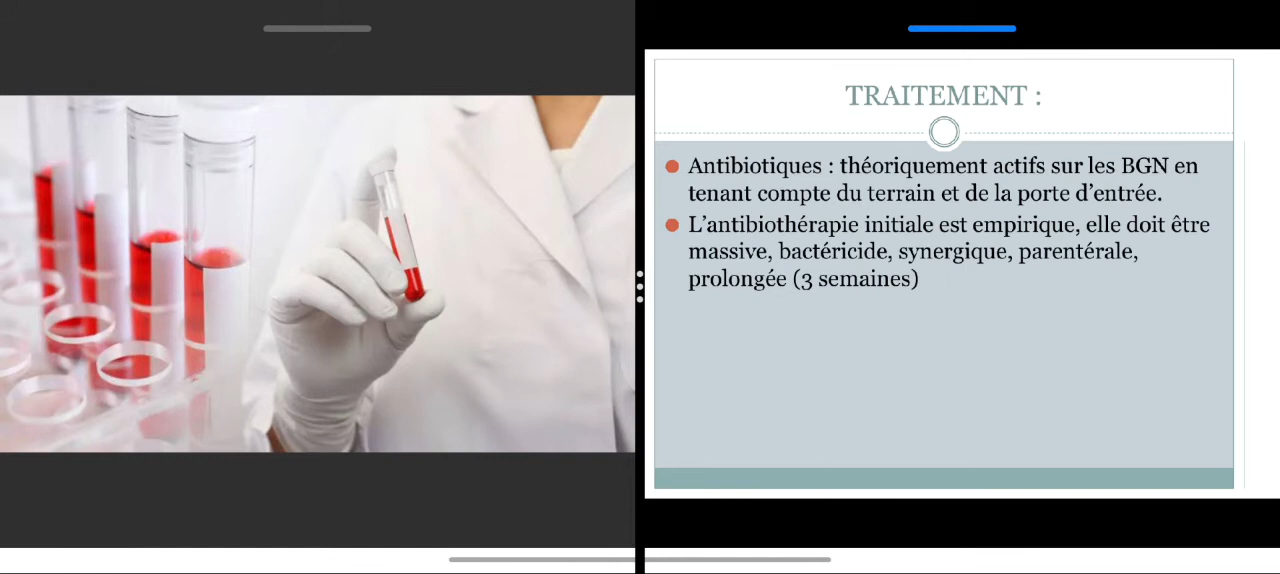 TRAITEMENT :
Antibiotiques : théoriquement actifs sur les BGN en
tenant compte du terrain et de la porte d’entrée.
L’antibiothérapie initiale est empirique, elle doit être
massive, bactéricide, synergique, parentérale,
prolongée (3 semaines)